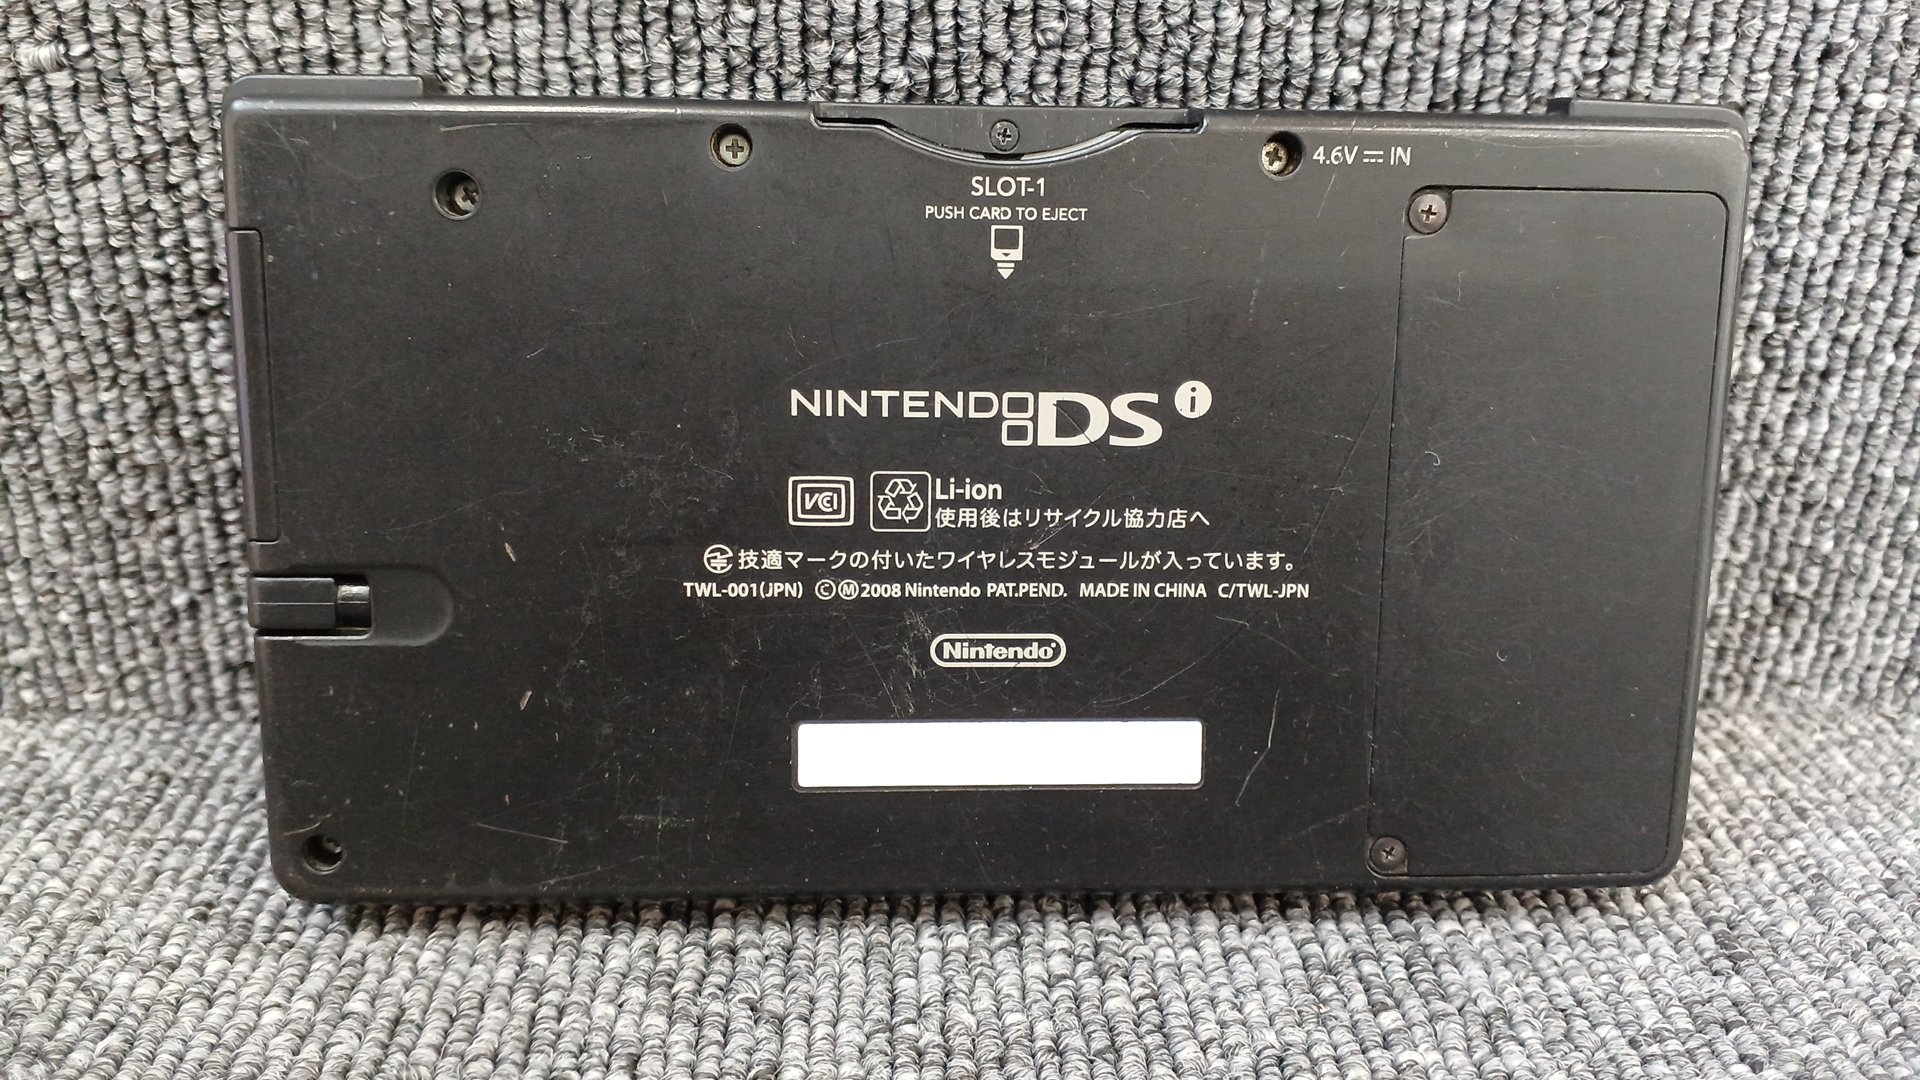 4.6V ⎓ IN
SLOT-1
PUSH CARD TO EJECT
NINTENDO DS i
VCCI
Li-ion
使用後はリサイクル協力店へ
技適マークの付いたワイヤレスモジュールが入っています。
TWL-001(JPN) ©Ⓜ2008 Nintendo PAT.PEND. MADE IN CHINA C/TWL-JPN
Nintendo®